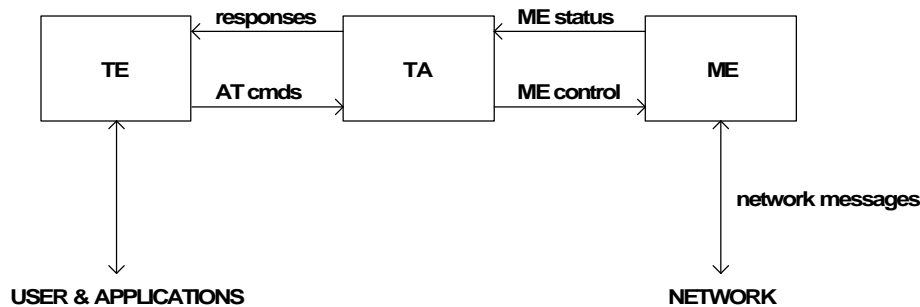 responses
ME status
TE
TA
ME
AT cmds
ME control
network messages
USER & APPLICATIONS
NETWORK